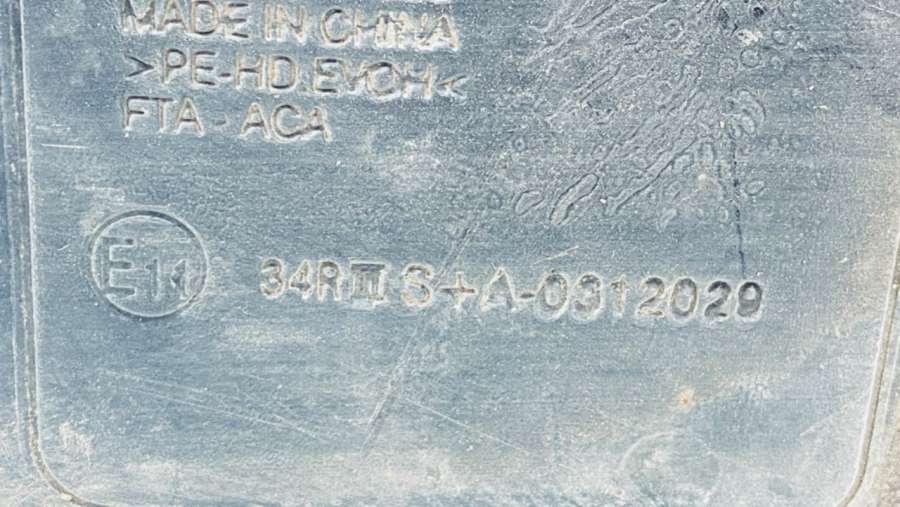 MADE IN CHINA
>PE-HD.EVOH<
FTA-ACA
E11
34RIII S+A-0312029